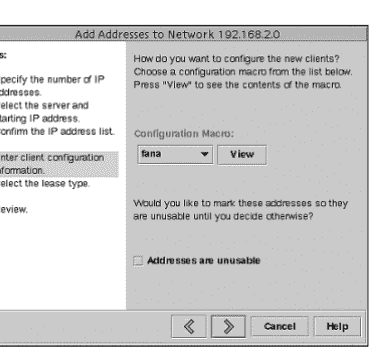 Add Addresses to Network 192.168.2.0
s:
pecify the number of IP
ddresses.
elect the server and
tarting IP address.
onfirm the IP address list.
nter client configuration
nformation.
elect the lease type.
eview.
How do you want to configure the new clients?
Choose a configuration macro from the list below.
Press "View" to see the contents of the macro.
Configuration Macro:
fana
View
Would you like to mark these addresses so they
are unusable until you decide otherwise?
Addresses are unusable
Cancel
Help